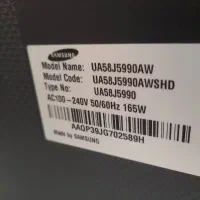 SAMSUNG
Model Name: UA58J5990AW
Model Code: UA58J5990AWSHD
Type No: UA58J5990
AC100-240V 50/60Hz 165W
AAQP39JG702589H
Made by SAMSUNG